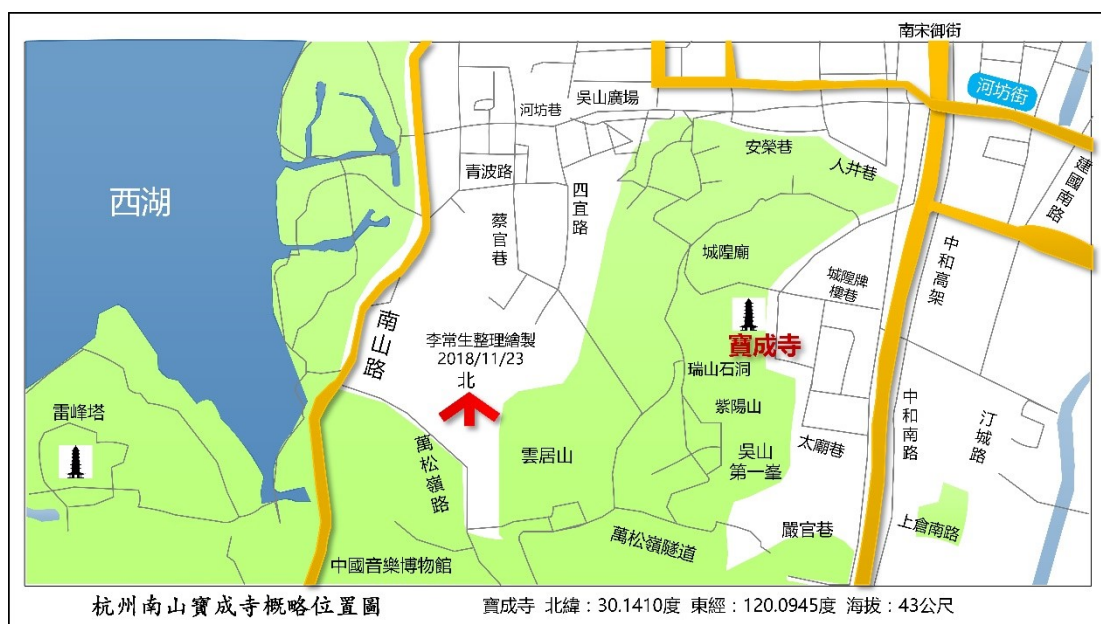 南宋御街
河坊街
吳山廣場
河坊巷
安榮巷
人井巷
建國南路
青波路
四宜路
西湖
蔡官巷
城隍廟
中和高架
城隍牌
樓巷
南山路
寶成寺
李常生整理繪製
2018/11/23
北
瑞山石洞
紫陽山
雷峰塔
中和南路
汀城路
太廟巷
吳山
第一峯
雲居山
萬松嶺路
嚴官巷
上倉南路
萬松嶺隧道
中國音樂博物館
杭州南山寶成寺概略位置圖
寶成寺 北緯：30.1410度 東經：120.0945度 海拔：43公尺